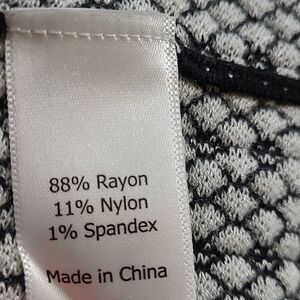 88% Rayon
11% Nylon
1% Spandex
Made in China